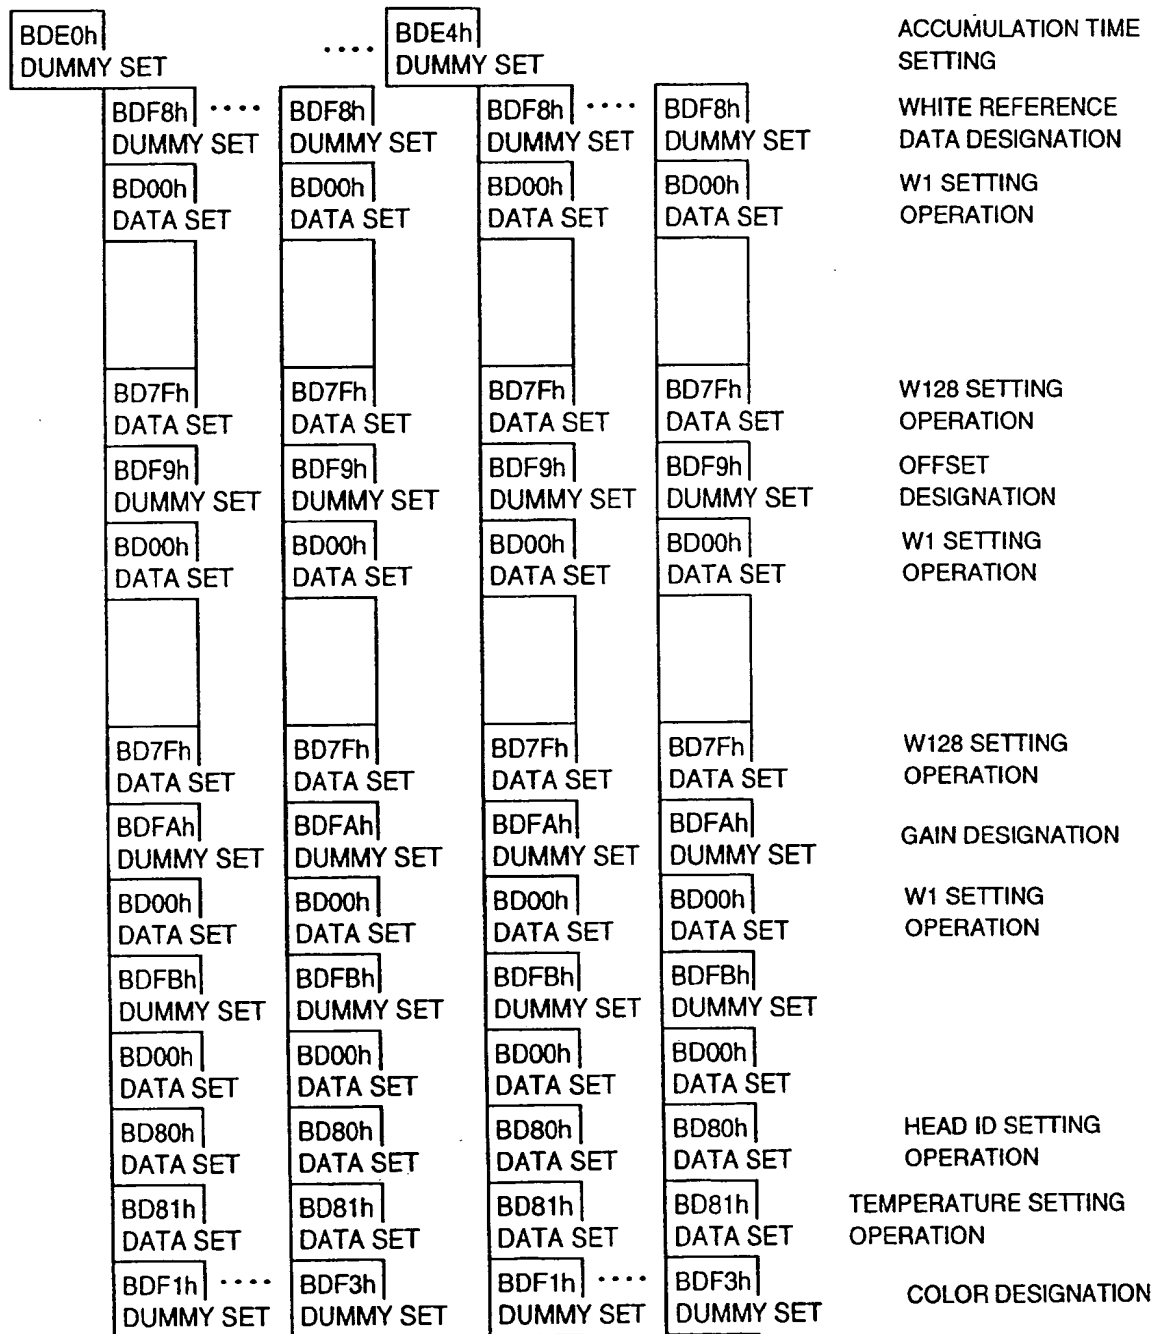 BDE0h .... BDE4h ACCUMULATION TIME
DUMMY SET DUMMY SET SETTING
BDF8h .... BDF8h BDF8h .... BDF8h WHITE REFERENCE
DUMMY SET DUMMY SET DUMMY SET DUMMY SET DATA DESIGNATION
BD00h BD00h BD00h BD00h W1 SETTING
DATA SET DATA SET DATA SET DATA SET OPERATION
BD7Fh BD7Fh BD7Fh BD7Fh W128 SETTING
DATA SET DATA SET DATA SET DATA SET OPERATION
BDF9h BDF9h BDF9h BDF9h OFFSET
DUMMY SET DUMMY SET DUMMY SET DUMMY SET DESIGNATION
BD00h BD00h BD00h BD00h W1 SETTING
DATA SET DATA SET DATA SET DATA SET OPERATION
BD7Fh BD7Fh BD7Fh BD7Fh W128 SETTING
DATA SET DATA SET DATA SET DATA SET OPERATION
BDFAh BDFAh BDFAh BDFAh GAIN DESIGNATION
DUMMY SET DUMMY SET DUMMY SET DUMMY SET
BD00h BD00h BD00h BD00h W1 SETTING
DATA SET DATA SET DATA SET DATA SET OPERATION
BDFBh BDFBh BDFBh BDFBh
DUMMY SET DUMMY SET DUMMY SET DUMMY SET
BD00h BD00h BD00h BD00h
DATA SET DATA SET DATA SET DATA SET
BD80h BD80h BD80h BD80h HEAD ID SETTING
DATA SET DATA SET DATA SET DATA SET OPERATION
BD81h BD81h BD81h BD81h TEMPERATURE SETTING
DATA SET DATA SET DATA SET DATA SET OPERATION
BDF1h .... BDF3h BDF1h .... BDF3h COLOR DESIGNATION
DUMMY SET DUMMY SET DUMMY SET DUMMY SET